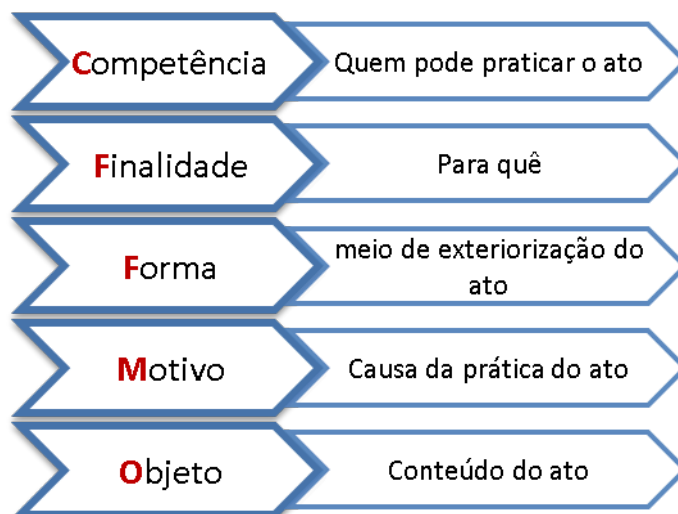 Competência
Quem pode praticar o ato
Finalidade
Para quê
Forma
meio de exteriorização do
ato
Motivo
Causa da prática do ato
Objeto
Conteúdo do ato